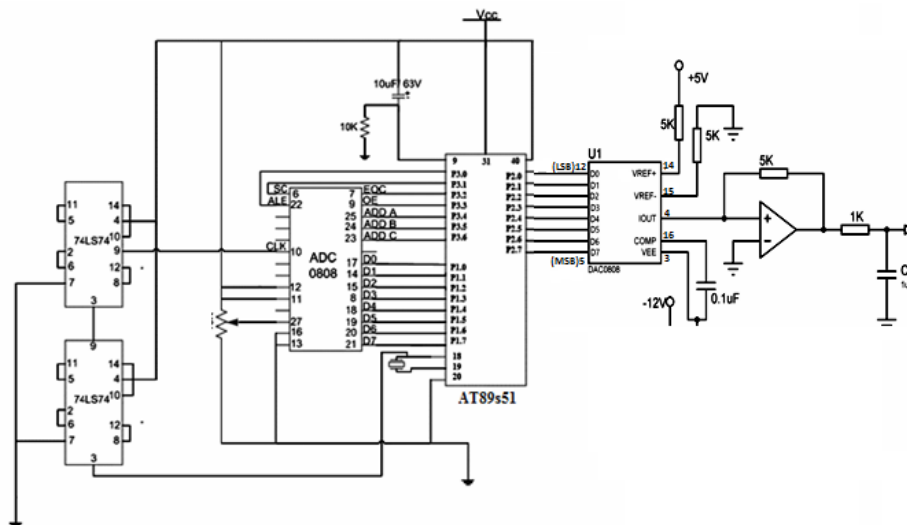 Vcc
10uF/ 63V
10K
+5V
5K
5K
U1
9 31 40
P3.0
P3.1
P3.2
P3.3
P3.4
P3.5
P3.6
P1.0
P1.1
P1.2
P1.3
P1.4
P1.5
P1.6
P1.7
18
19
20
P2.0
P2.1
P2.2
P2.3
P2.4
P2.5
P2.6
P2.7
AT89s51
SC 6
ALE 22
CLK 10
12
11
27
16
13
ADC
0808
7 EOC
9 OE
25 ADD A
24 ADD B
23 ADD C
17 D0
14 D1
15 D2
8 D3
18 D4
19 D5
20 D6
21 D7
11 14
5 4
10
74LS74
2 9
6 12
7 8
3
9
11 14
5 4
10
74LS74
2
6 12
7 8
3
(LSB)12
(MSB)5
D0
D1
D2
D3
D4
D5
D6
D7
VREF+ 14
VREF- 15
IOUT 4
COMP 16
VEE 3
DAC0808
-12V
0.1uF
5K
+
-
1K
C
1u